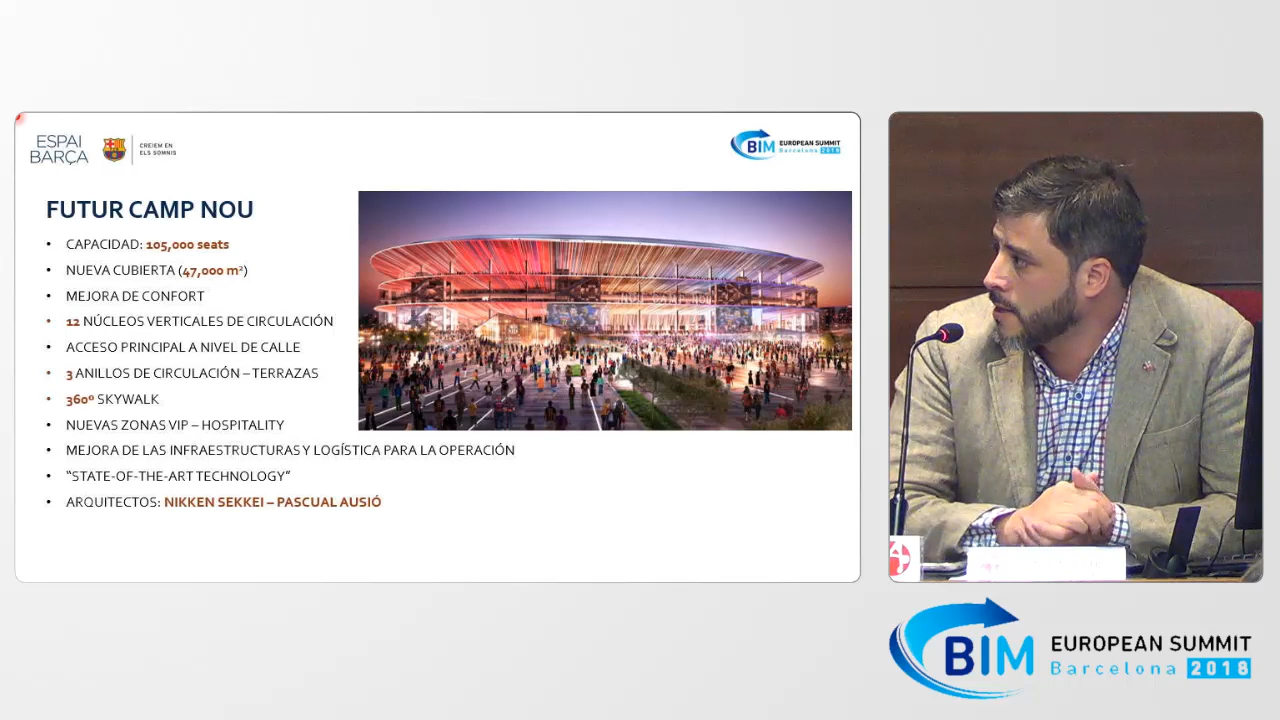 ESPAI
BARÇA
CREIEM EN
ELS SOMNIS
BIM EUROPEAN SUMMIT
Barcelona 2018
FUTUR CAMP NOU
• CAPACIDAD: 105,000 seats
• NUEVA CUBIERTA (47,000 m²)
• MEJORA DE CONFORT
• 12 NÚCLEOS VERTICALES DE CIRCULACIÓN
• ACCESO PRINCIPAL A NIVEL DE CALLE
• 3 ANILLOS DE CIRCULACIÓN – TERRAZAS
• 360º SKYWALK
• NUEVAS ZONAS VIP – HOSPITALITY
• MEJORA DE LAS INFRAESTRUCTURAS Y LOGÍSTICA PARA LA OPERACIÓN
• “STATE-OF-THE-ART TECHNOLOGY”
• ARQUITECTOS: NIKKEN SEKKEI – PASCUAL AUSIÓ
BIM EUROPEAN SUMMIT
Barcelona 2018